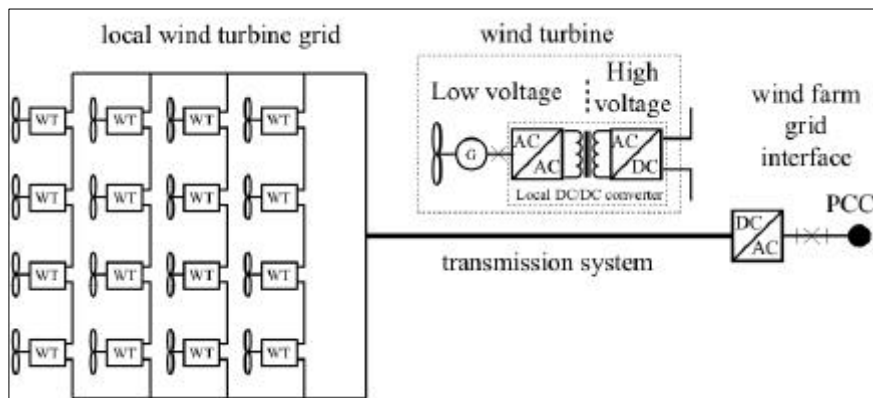 local wind turbine grid
wind turbine
Low voltage
High
voltage
G
AC
AC
AC
DC
Local DC/DC converter
wind farm
grid
interface
PCC
DC
AC
transmission system
WT WT WT WT
WT WT WT WT
WT WT WT WT
WT WT WT WT